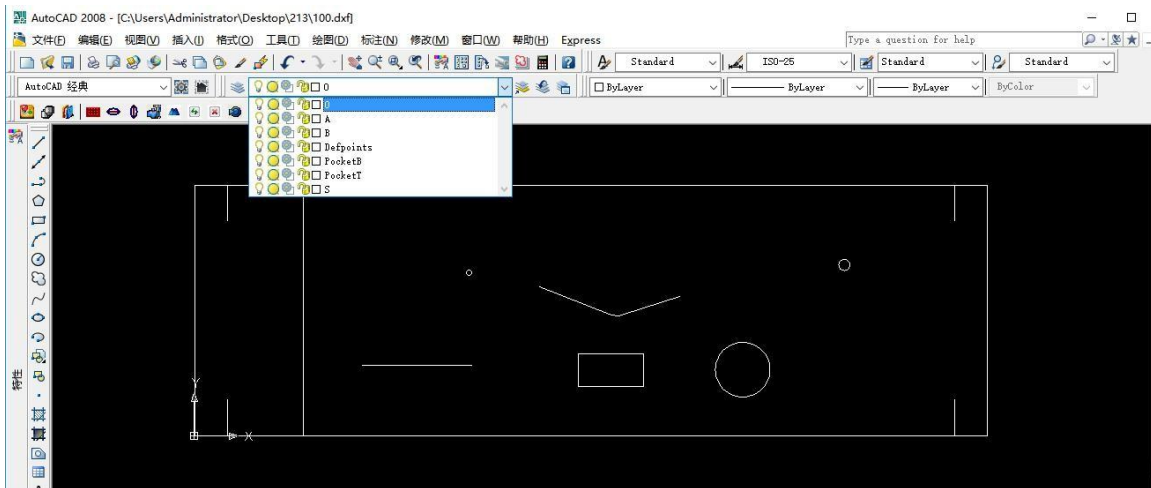 AutoCAD 2008 - [C:\Users\Administrator\Desktop\213\100.dxf]
文件(F) 编辑(E) 视图(V) 插入(I) 格式(O) 工具(T) 绘图(D) 标注(N) 修改(M) 窗口(W) 帮助(H) Express Type a question for help
Standard ISO-25 Standard Standard
AutoCAD 经典 0 ByLayer ByLayer ByLayer ByColor
0
A
B
Defpoints
PocketB
PocketT
S
特性
Y
X